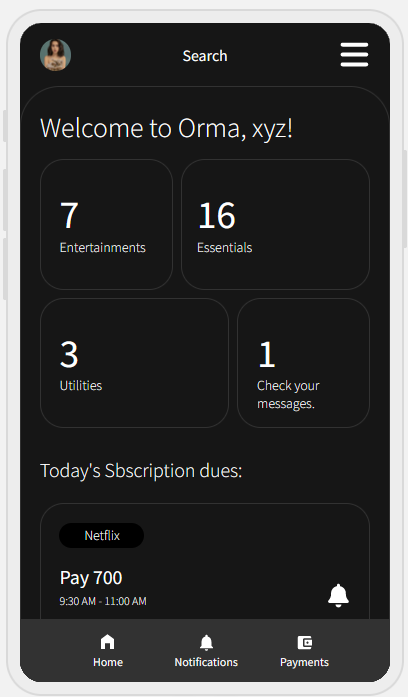 Search
Welcome to Orma, xyz!
7
Entertainments
16
Essentials
3
Utilities
1
Check your
messages.
Today's Sbscription dues:
Netflix
Pay 700
9:30 AM - 11:00 AM
Home
Notifications
Payments